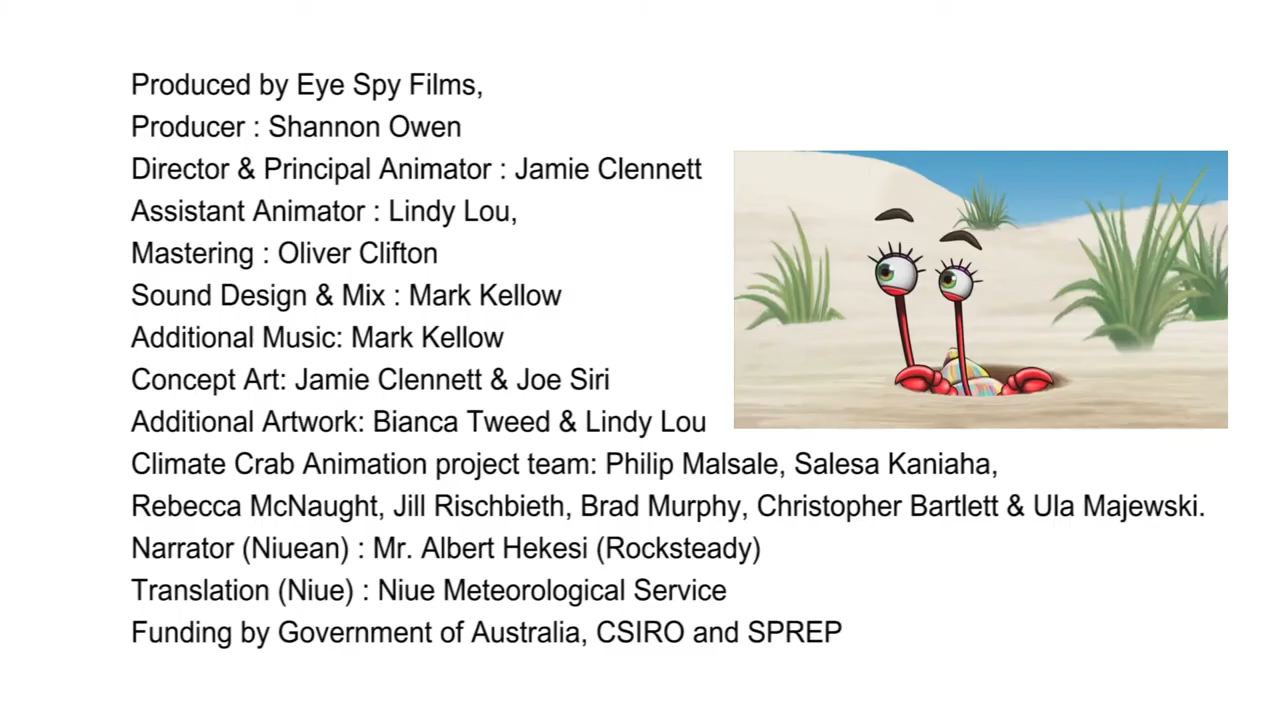 Produced by Eye Spy Films,
Producer : Shannon Owen
Director & Principal Animator : Jamie Clennett
Assistant Animator : Lindy Lou,
Mastering : Oliver Clifton
Sound Design & Mix : Mark Kellow
Additional Music: Mark Kellow
Concept Art: Jamie Clennett & Joe Siri
Additional Artwork: Bianca Tweed & Lindy Lou
Climate Crab Animation project team: Philip Malsale, Salesa Kaniaha,
Rebecca McNaught, Jill Rischbieth, Brad Murphy, Christopher Bartlett & Ula Majewski.
Narrator (Niuean) : Mr. Albert Hekesi (Rocksteady)
Translation (Niue) : Niue Meteorological Service
Funding by Government of Australia, CSIRO and SPREP